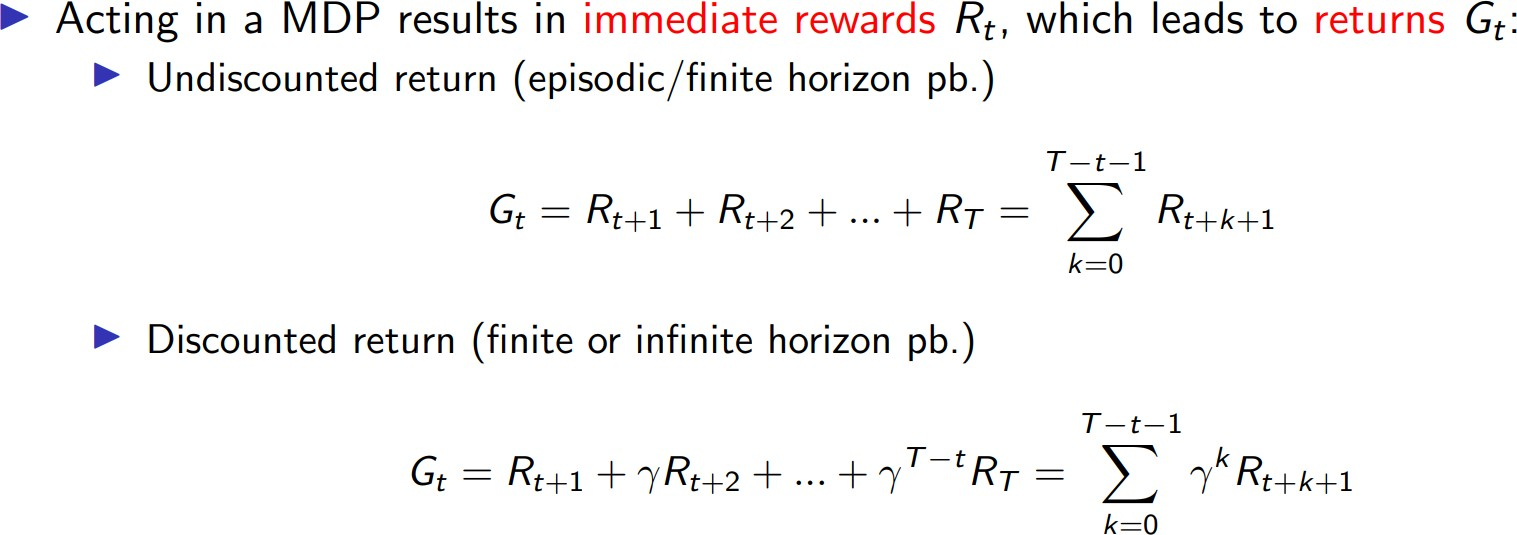 ▶ Acting in a MDP results in immediate rewards Rₜ, which leads to returns Gₜ:
▶ Undiscounted return (episodic/finite horizon pb.)
$G_t = R_{t+1} + R_{t+2} + ... + R_T = \sum_{k=0}^{T-t-1} R_{t+k+1}$
▶ Discounted return (finite or infinite horizon pb.)
$G_t = R_{t+1} + \gamma R_{t+2} + ... + \gamma^{T-t} R_T = \sum_{k=0}^{T-t-1} \gamma^k R_{t+k+1}$